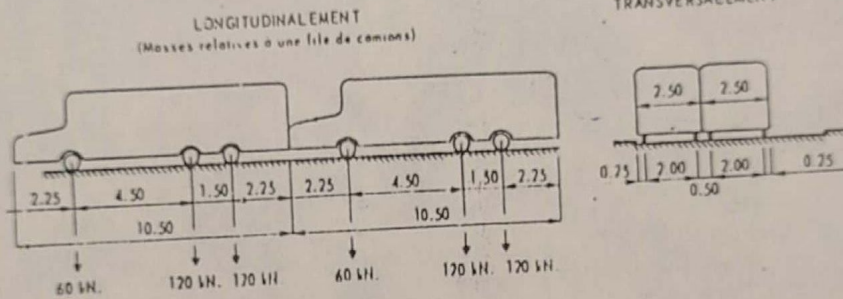 LONGITUDINALEMENT
(Masses relatives à une file de camions)
2.50 2.50
2.25 4.50 1.50 2.25 2.25 4.50 1,50 2.25
10.50 10.50
60 kN. 120 kN. 120 kN. 60 kN. 120 kN. 120 kN.
0.25 2.00 2.00 0.25
0.50